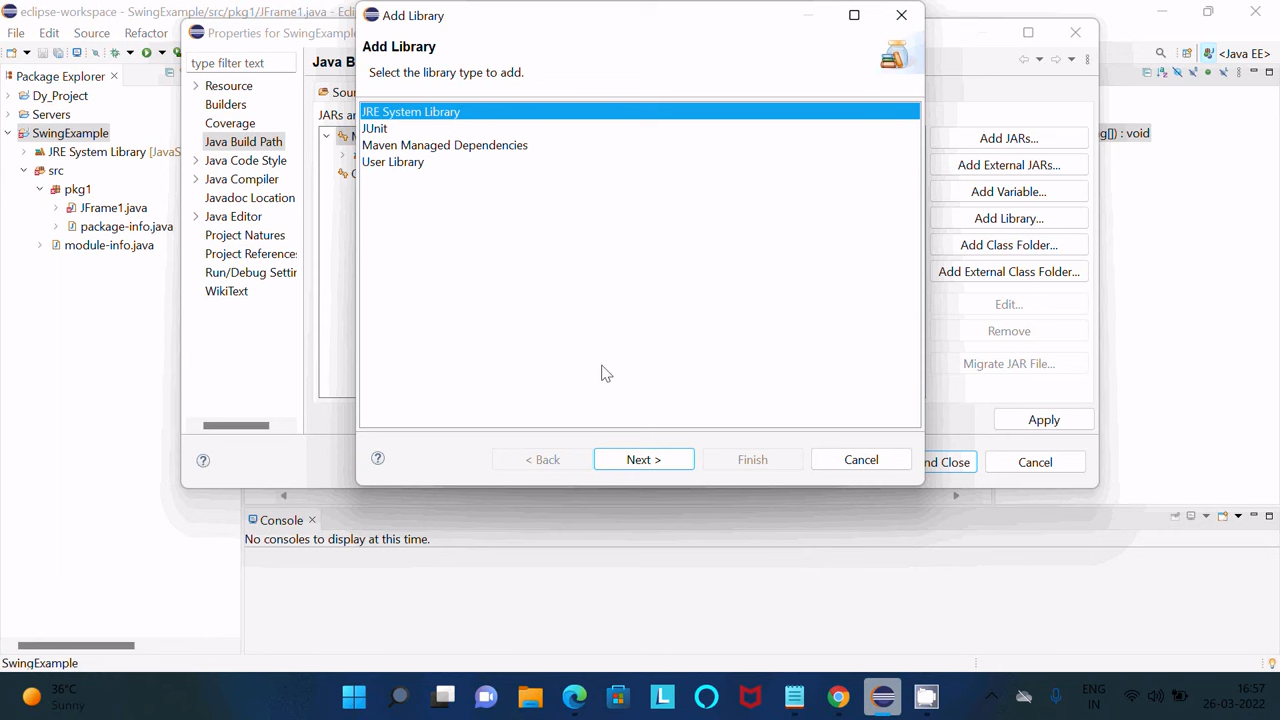 eclipse-workspace - SwingExample/src/pkg1/JFrame1.java - Ecl
File Edit Source Refactor
<Java EE>
Package Explorer
Dy_Project
Servers
SwingExample
JRE System Library [JavaS
src
pkg1
JFrame1.java
package-info.java
module-info.java
Properties for SwingExample
type filter text
Resource
Builders
Coverage
Java Build Path
Java Code Style
Java Compiler
Javadoc Location
Java Editor
Project Natures
Project References
Run/Debug Settin
WikiText
Java B
Sou
JARs a
Add Library
Add Library
Select the library type to add.
JRE System Library
JUnit
Maven Managed Dependencies
User Library
< Back
Next >
Finish
Cancel
g[]) : void
Add JARs...
Add External JARs...
Add Variable...
Add Library...
Add Class Folder...
Add External Class Folder...
Edit...
Remove
Migrate JAR File...
Apply
nd Close
Cancel
Console
No consoles to display at this time.
SwingExample
36°C
Sunny
ENG
IN
16:57
26-03-2022